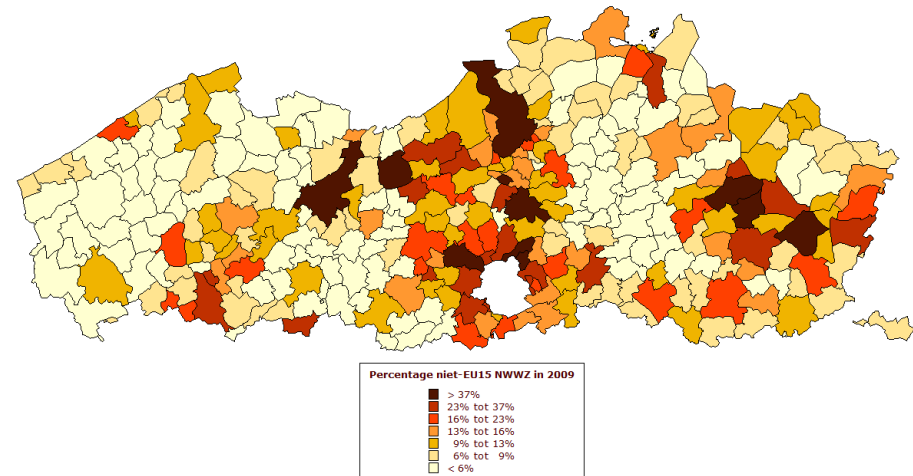 Percentage niet-EU15 NWWZ in 2009
> 37%
23% tot 37%
16% tot 23%
13% tot 16%
9% tot 13%
6% tot 9%
< 6%